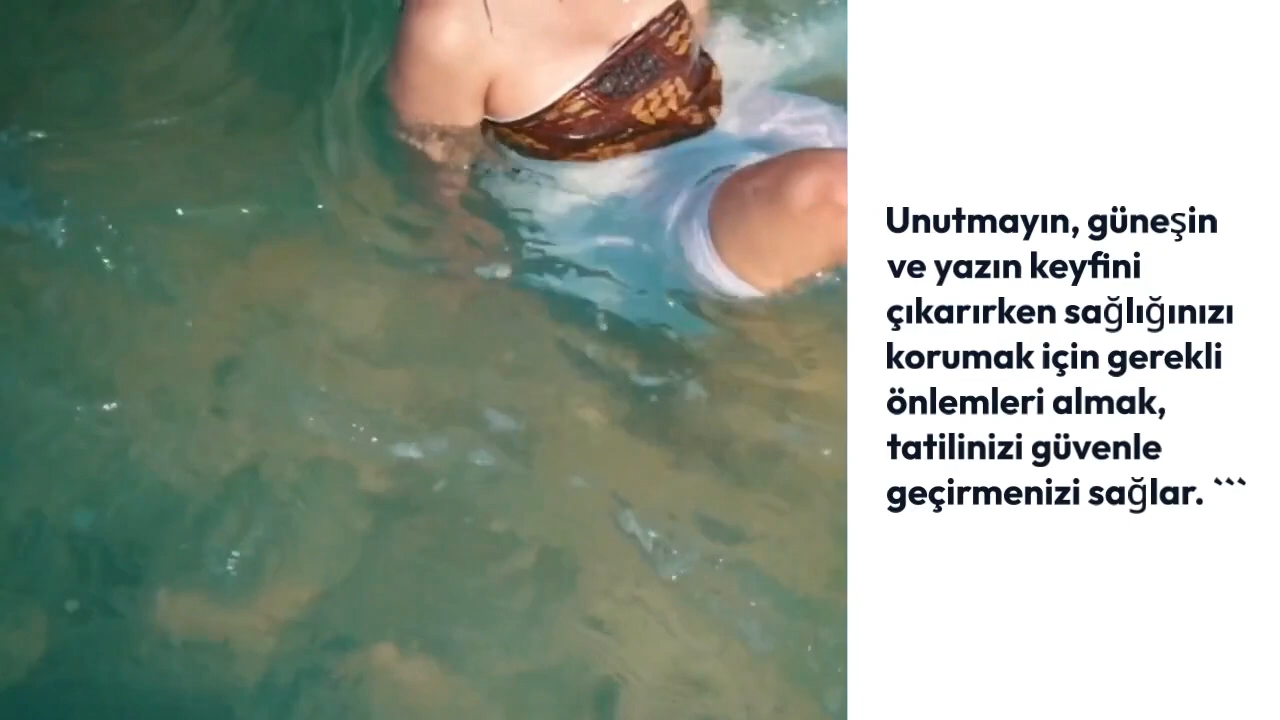 Unutmayın, güneşin
ve yazın keyfini
çıkarırken sağlığınızı
korumak için gerekli
önlemleri almak,
tatilinizi güvenle
geçirmenizi sağlar. ```